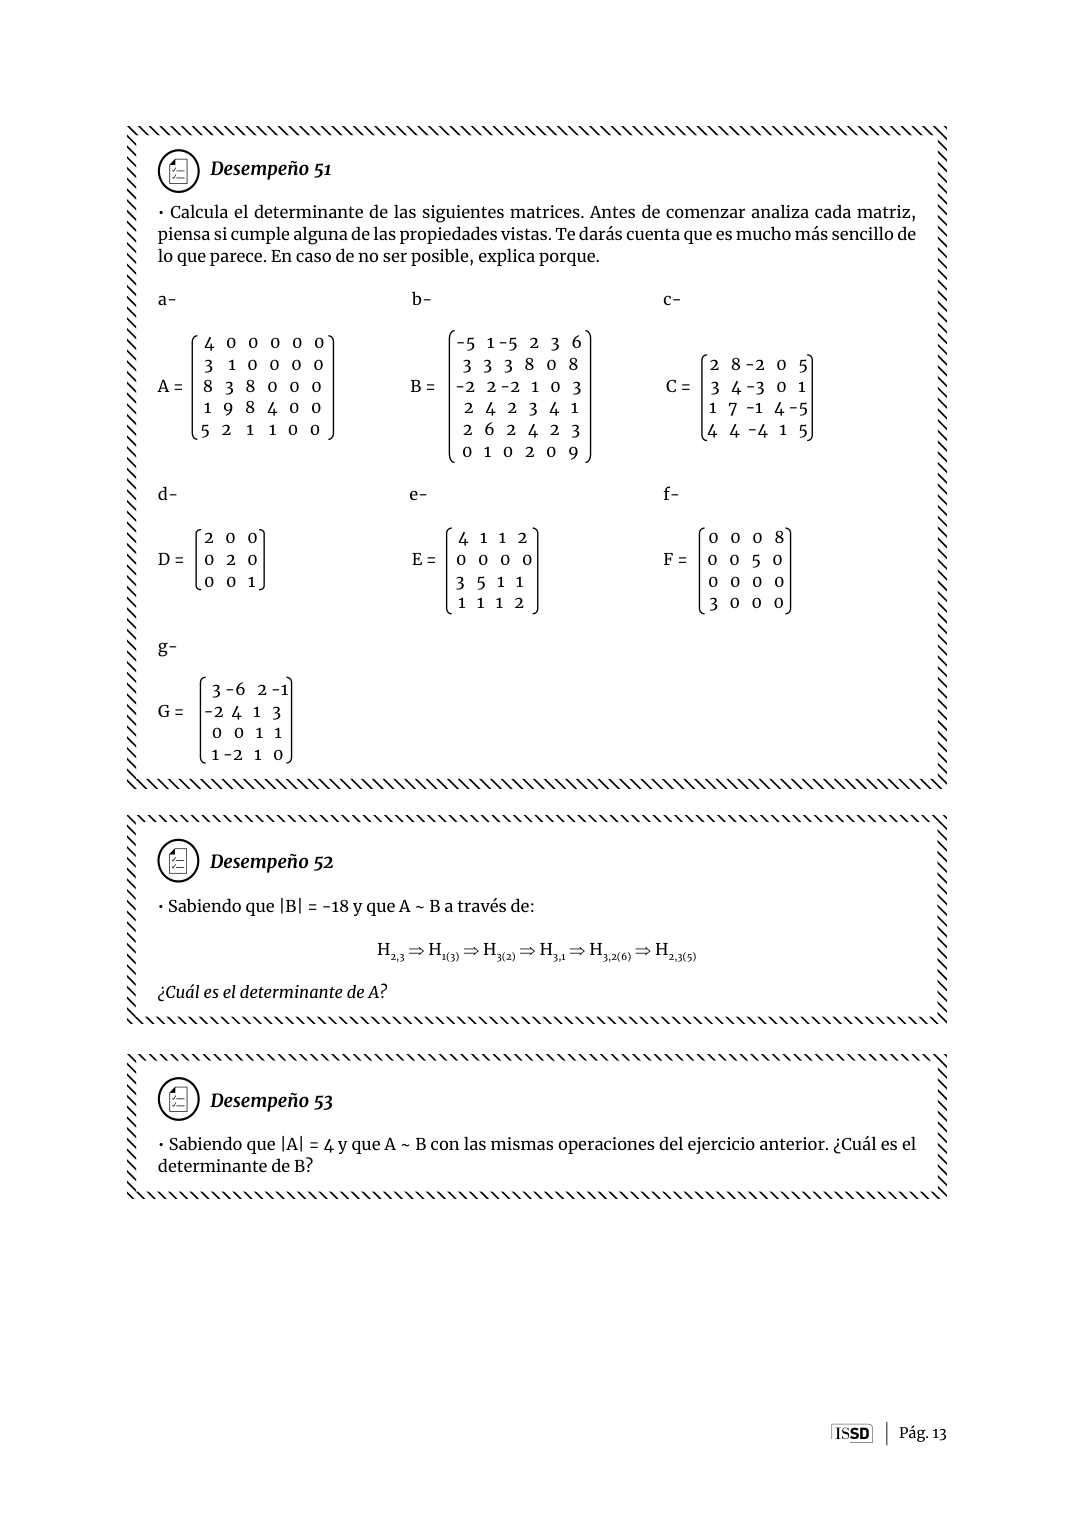 Desempeño 51
• Calcula el determinante de las siguientes matrices. Antes de comenzar analiza cada matriz,
piensa si cumple alguna de las propiedades vistas. Te darás cuenta que es mucho más sencillo de
lo que parece. En caso de no ser posible, explica porque.
a-
A =
4 0 0 0 0 0
3 1 0 0 0 0
8 3 8 0 0 0
1 9 8 4 0 0
5 2 1 1 0 0
b-
B =
-5 1 -5 2 3 6
3 3 3 8 0 8
-2 2 -2 1 0 3
2 4 2 3 4 1
2 6 2 4 2 3
0 1 0 2 0 9
c-
C =
2 8 -2 0 5
3 4 -3 0 1
1 7 -1 4 -5
4 4 -4 1 5
d-
D =
2 0 0
0 2 0
0 0 1
e-
E =
4 1 1 2
0 0 0 0
3 5 1 1
1 1 1 2
f-
F =
0 0 0 8
0 0 5 0
0 0 0 0
3 0 0 0
g-
G =
3 -6 2 -1
-2 4 1 3
0 0 1 1
1 -2 1 0
Desempeño 52
• Sabiendo que |B| = -18 y que A ~ B a través de:
H2,3 ⇒ H1(3) ⇒ H3(2) ⇒ H3,1 ⇒ H3,2(6) ⇒ H2,3(5)
¿Cuál es el determinante de A?
Desempeño 53
• Sabiendo que |A| = 4 y que A ~ B con las mismas operaciones del ejercicio anterior. ¿Cuál es el
determinante de B?
ISSD | Pág. 13